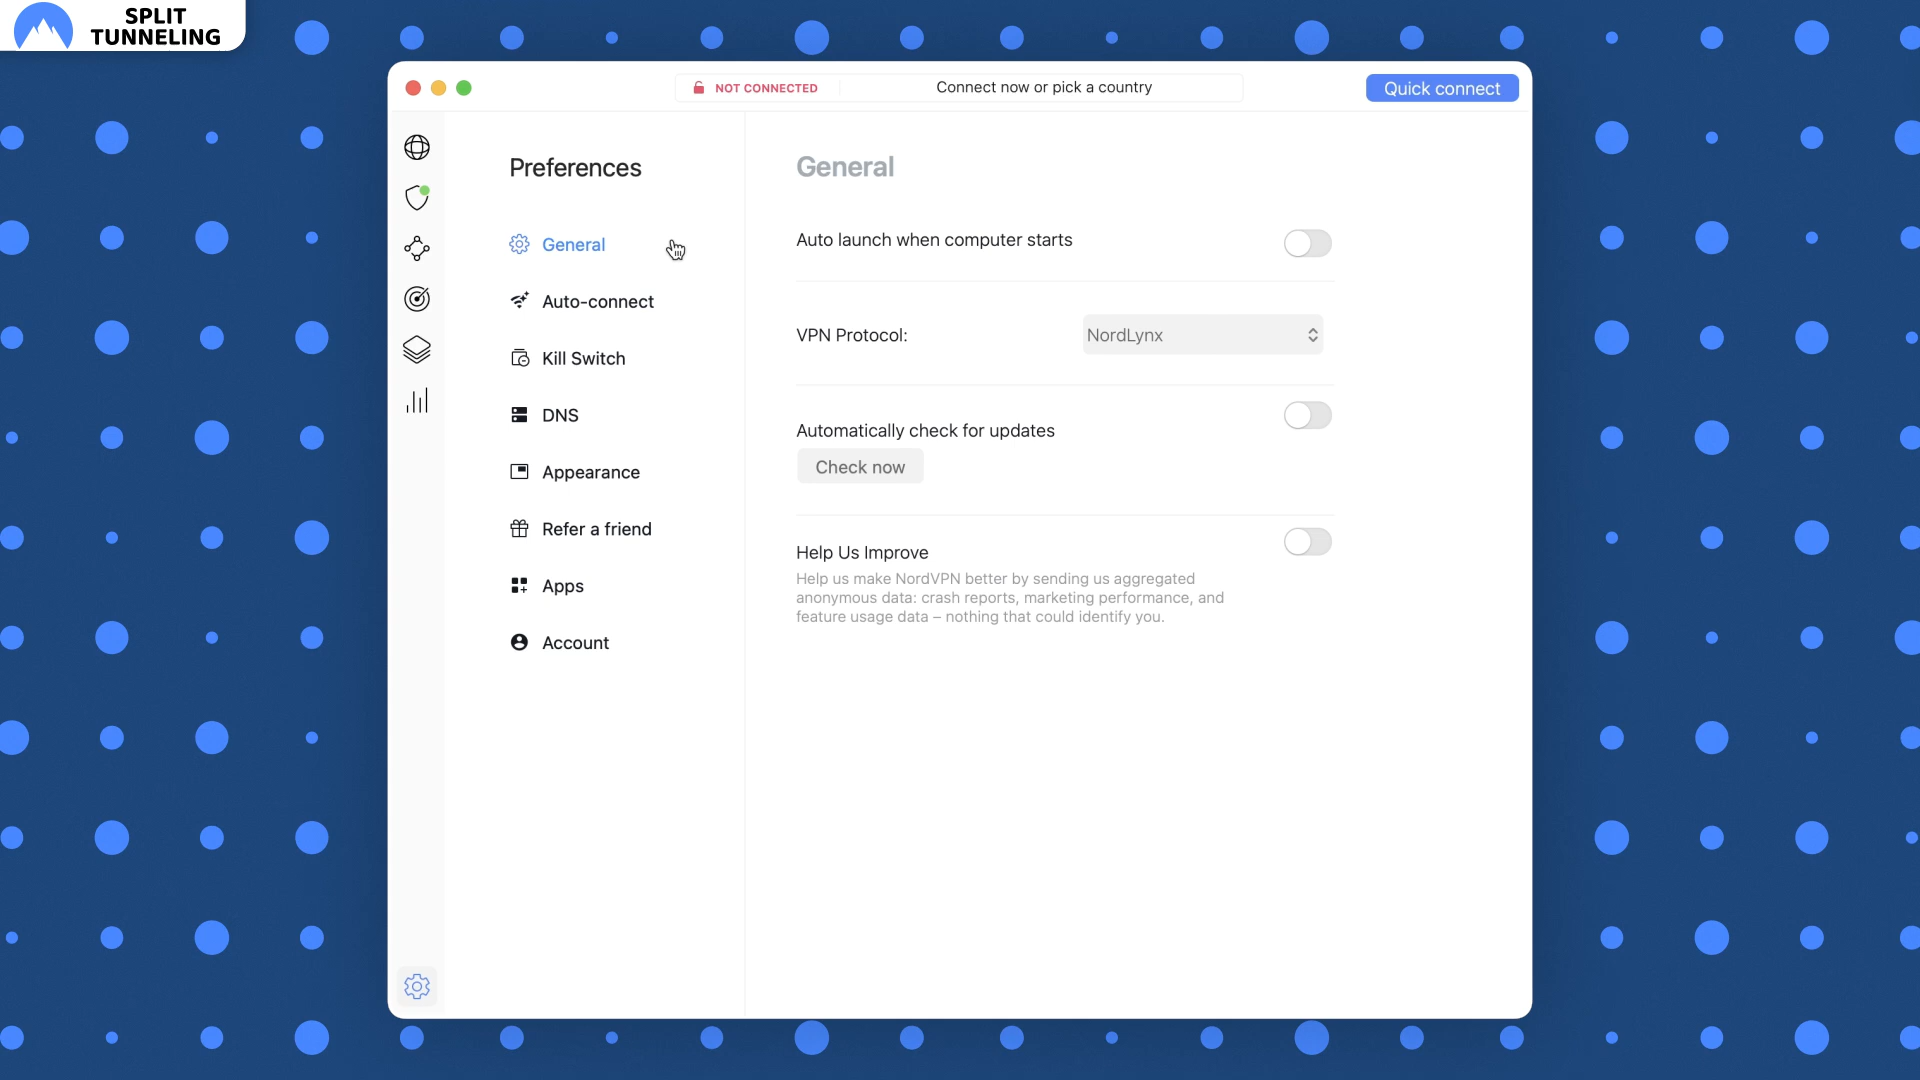 SPLIT
TUNNELING
NOT CONNECTED
Connect now or pick a country
Quick connect
Preferences
General
Auto-connect
Kill Switch
DNS
Appearance
Refer a friend
Apps
Account
General
Auto launch when computer starts
VPN Protocol:
NordLynx
Automatically check for updates
Check now
Help Us Improve
Help us make NordVPN better by sending us aggregated
anonymous data: crash reports, marketing performance, and
feature usage data – nothing that could identify you.